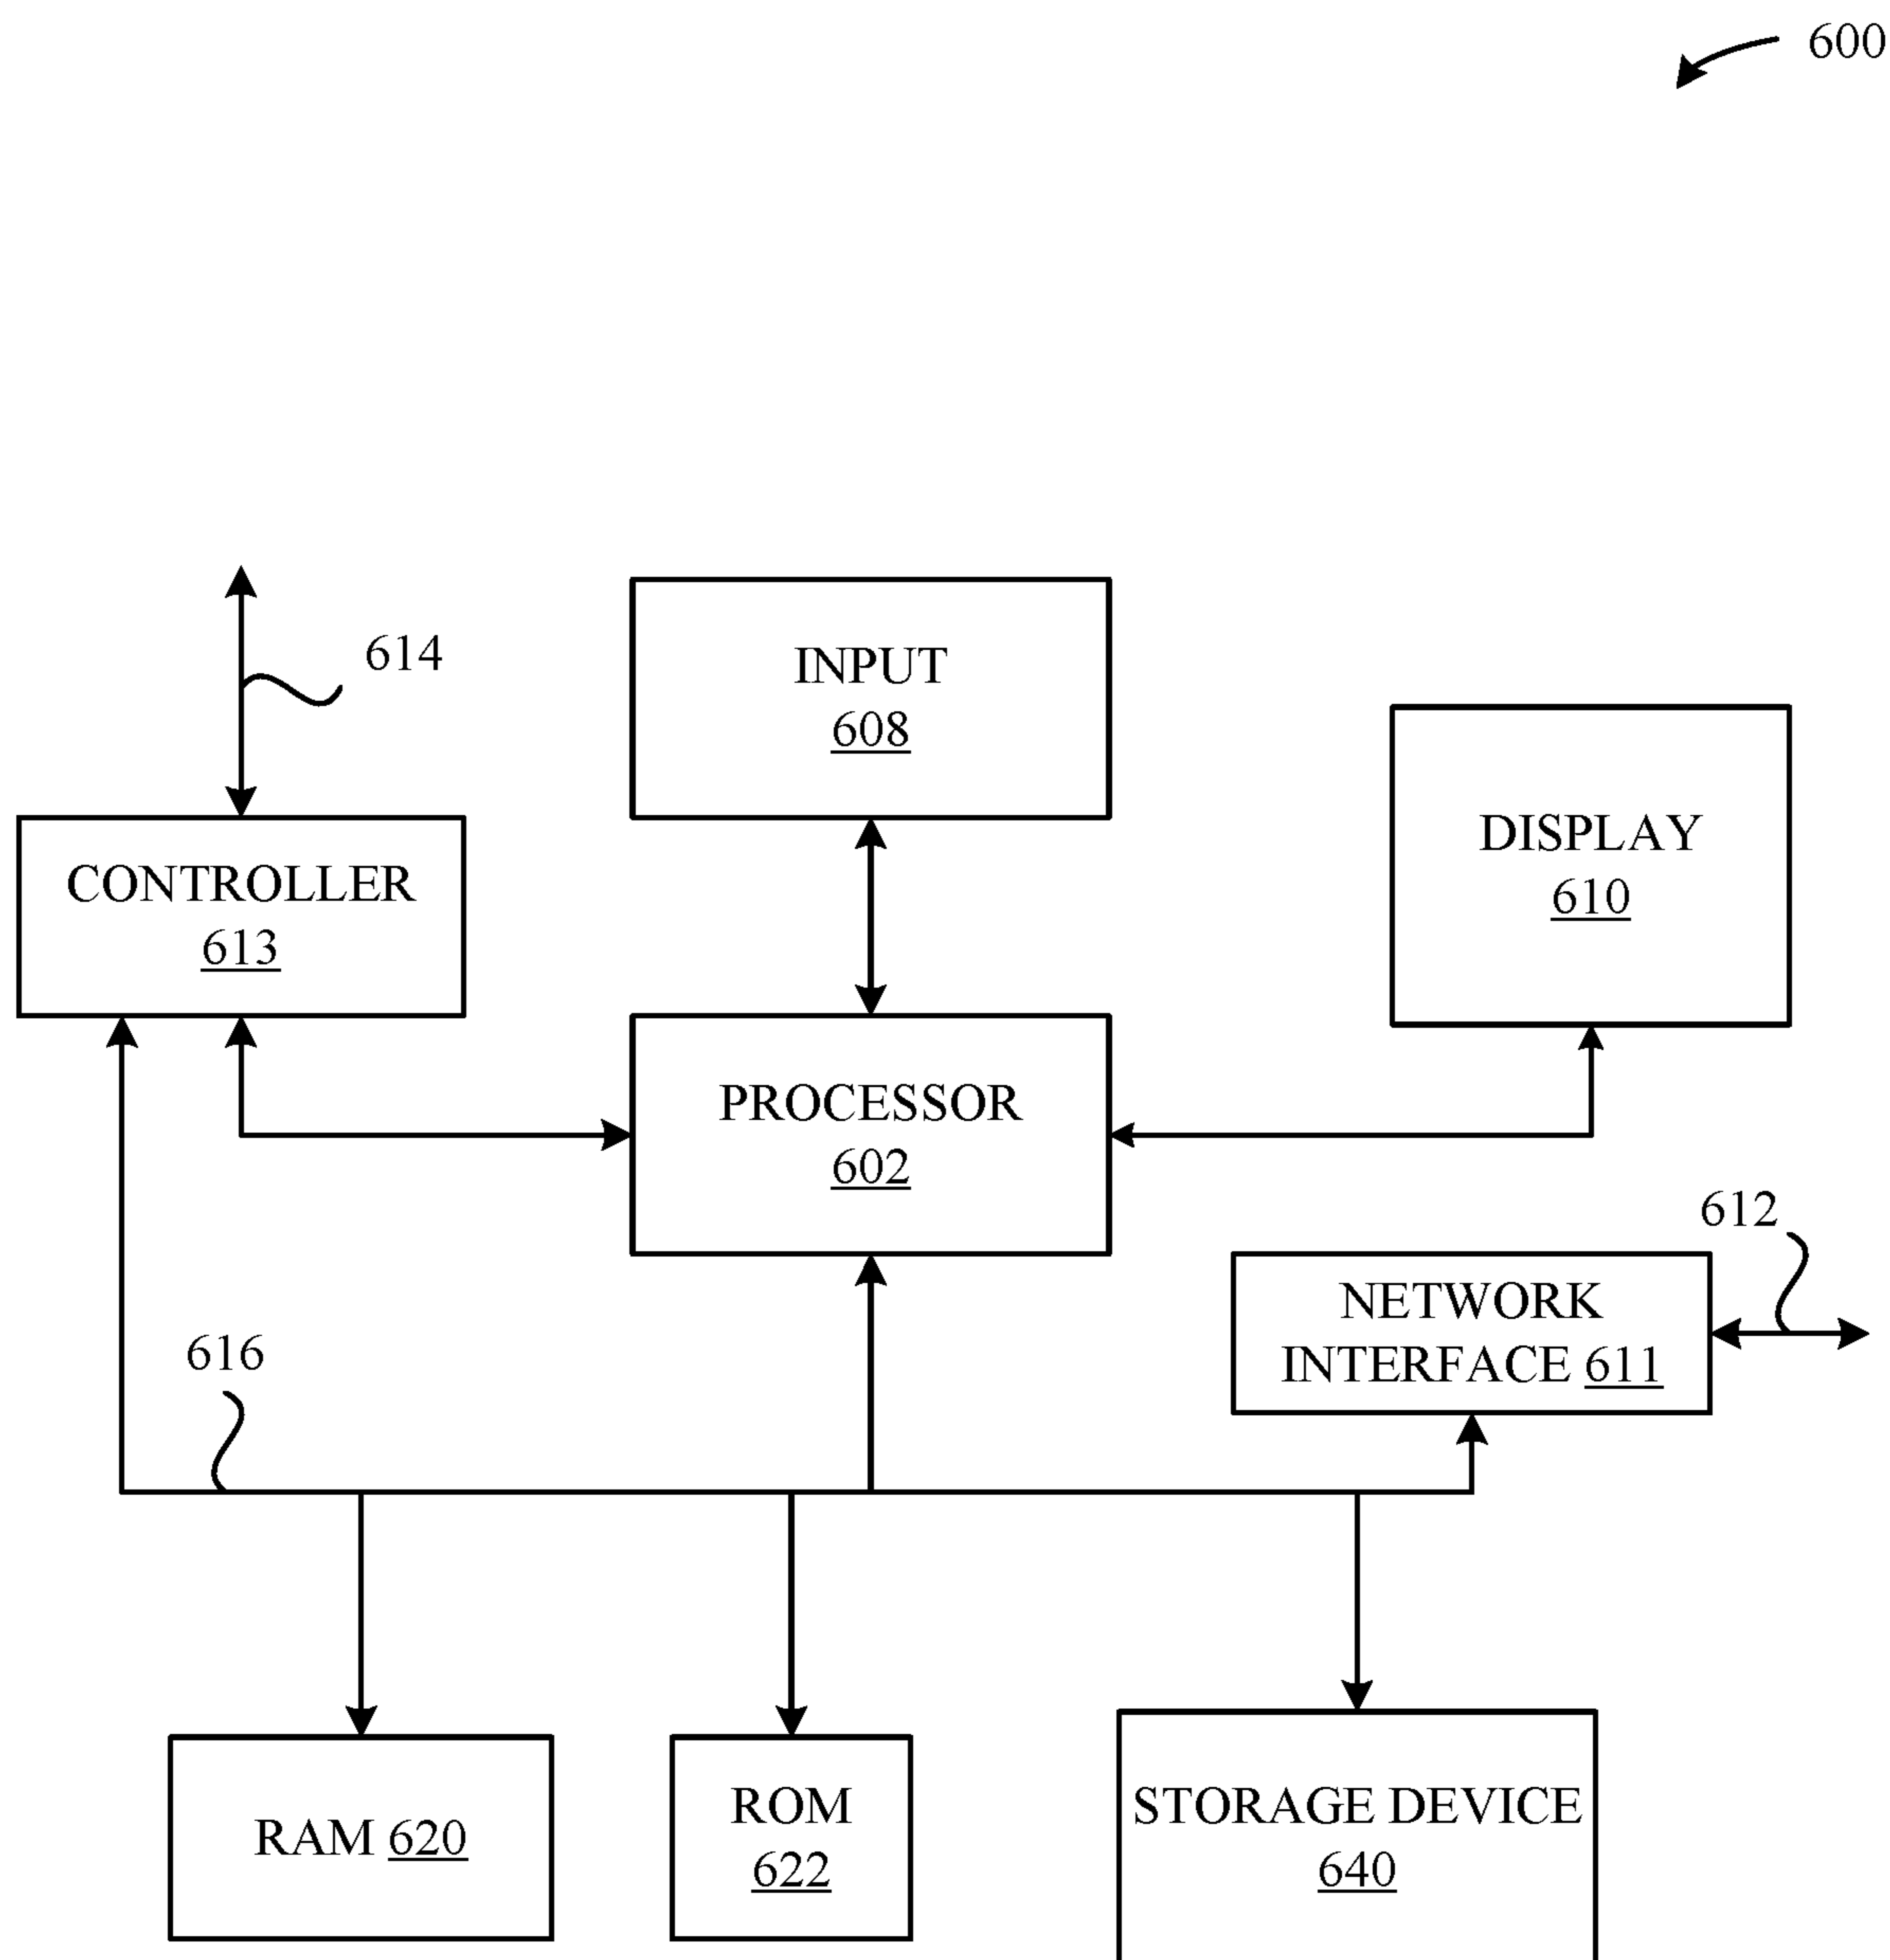 600
614
INPUT
608
DISPLAY
610
CONTROLLER
613
PROCESSOR
602
612
NETWORK
INTERFACE 611
616
RAM 620
ROM
622
STORAGE DEVICE
640